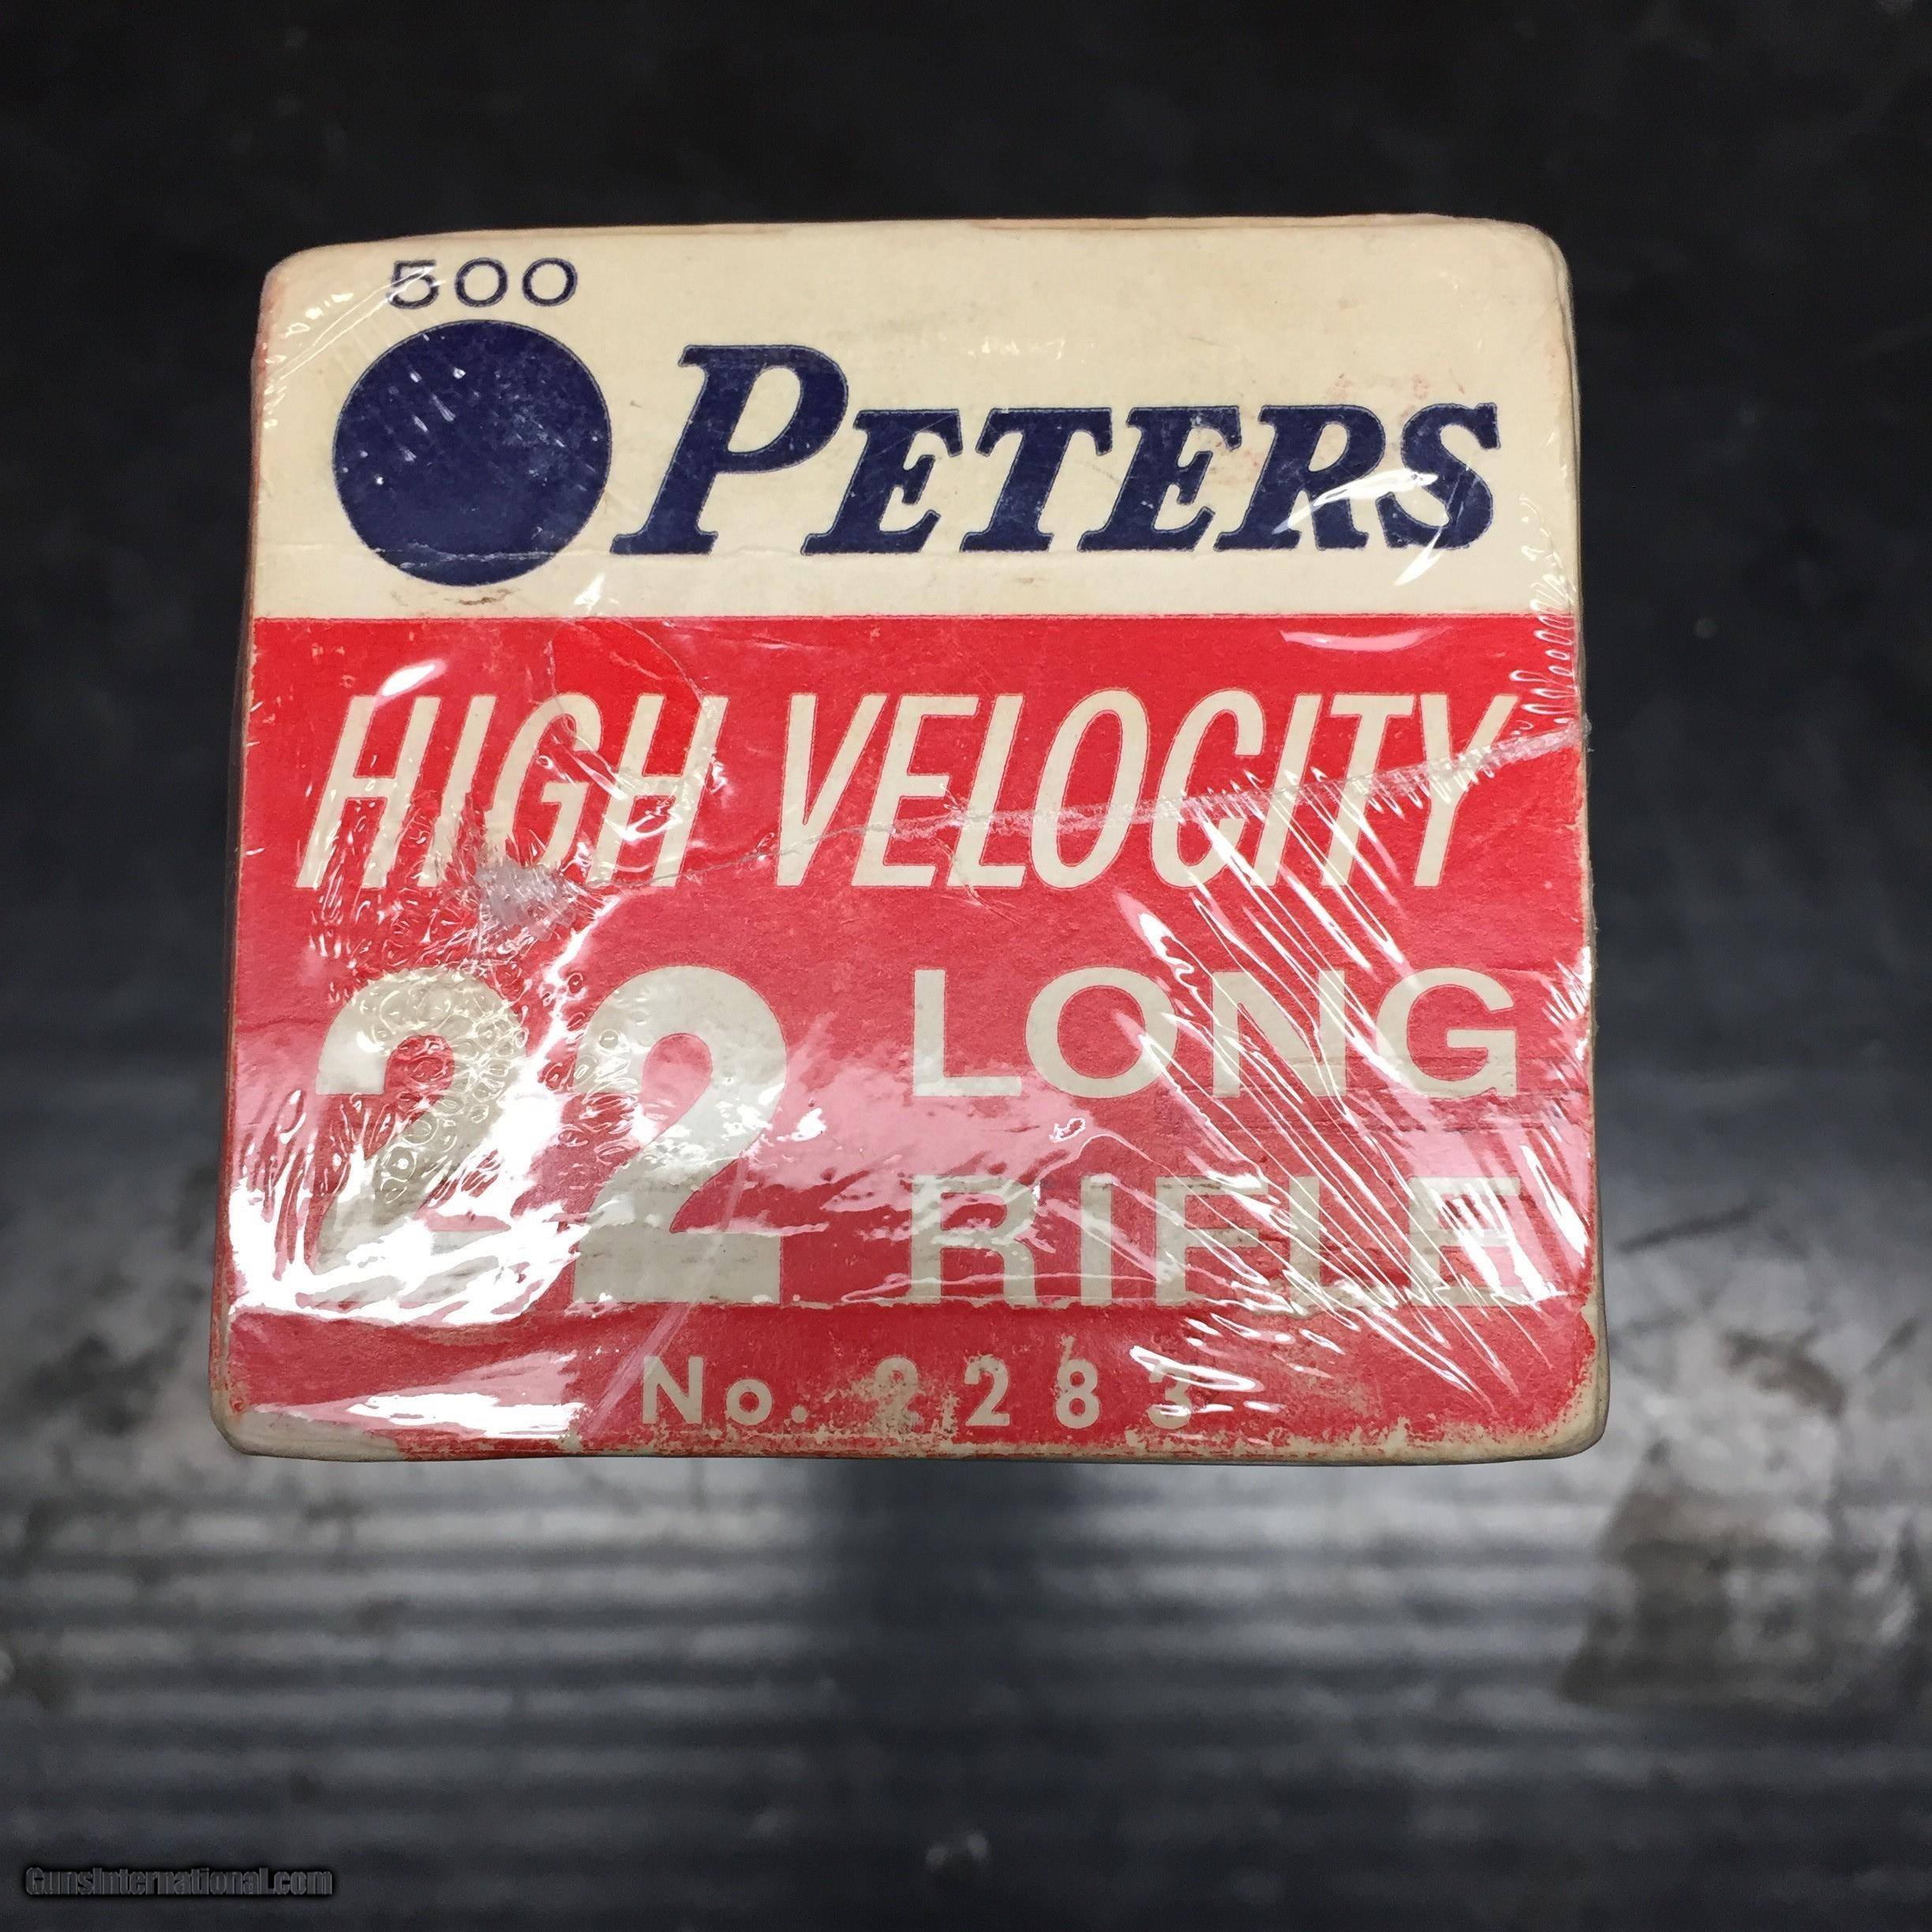 500
PETERS
HIGH VELOCITY
22 LONG
RIFLE
No. 2283
GunsInternational.com